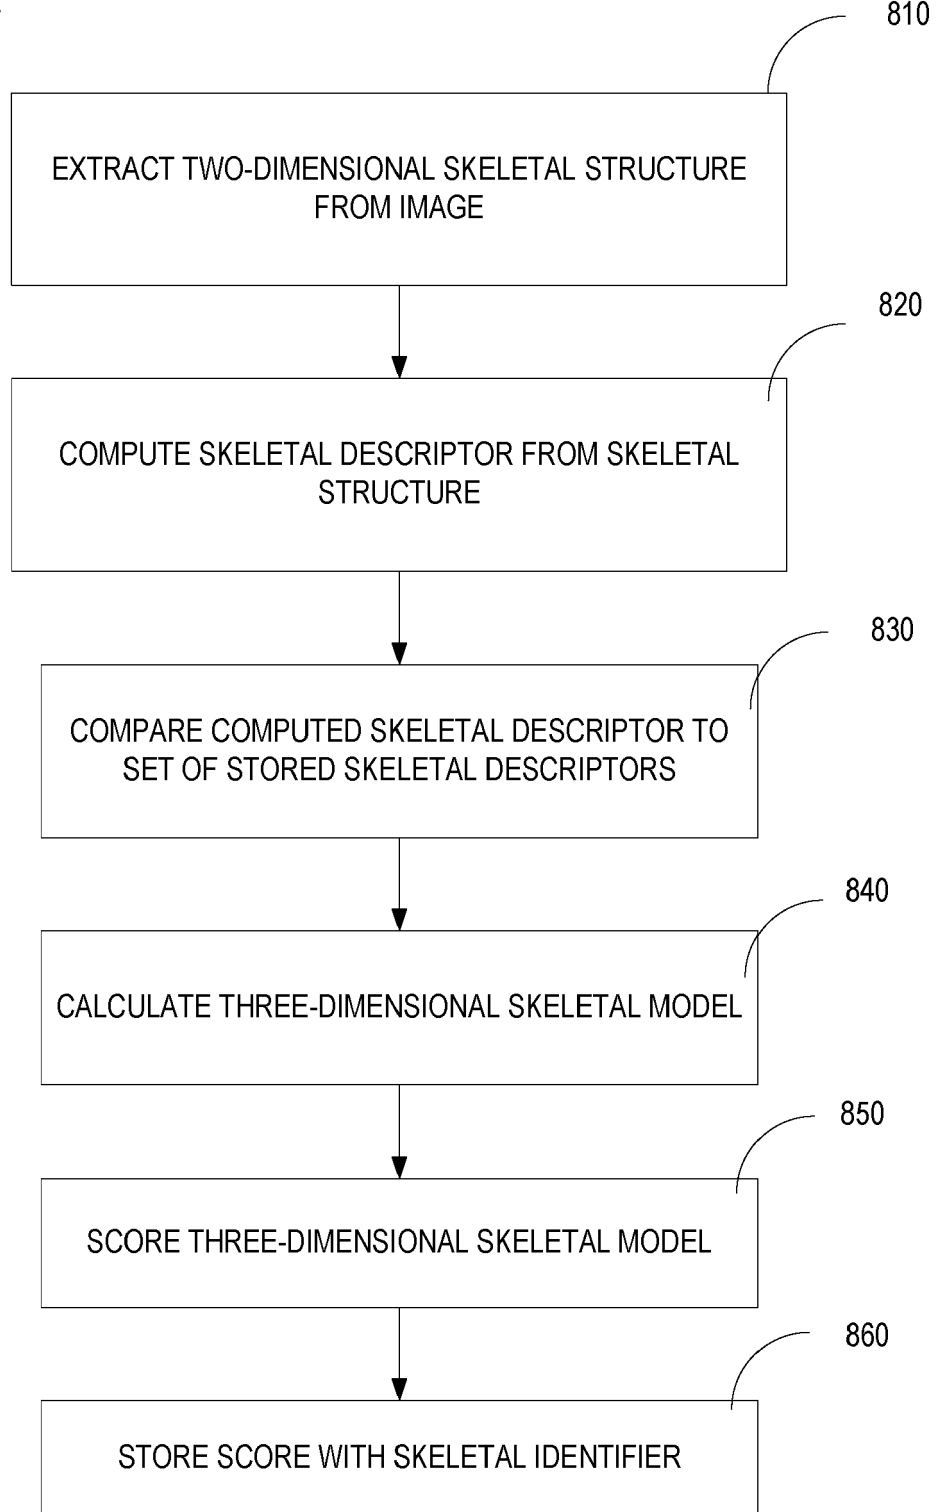 810
EXTRACT TWO-DIMENSIONAL SKELETAL STRUCTURE
FROM IMAGE
820
COMPUTE SKELETAL DESCRIPTOR FROM SKELETAL
STRUCTURE
830
COMPARE COMPUTED SKELETAL DESCRIPTOR TO
SET OF STORED SKELETAL DESCRIPTORS
840
CALCULATE THREE-DIMENSIONAL SKELETAL MODEL
850
SCORE THREE-DIMENSIONAL SKELETAL MODEL
860
STORE SCORE WITH SKELETAL IDENTIFIER